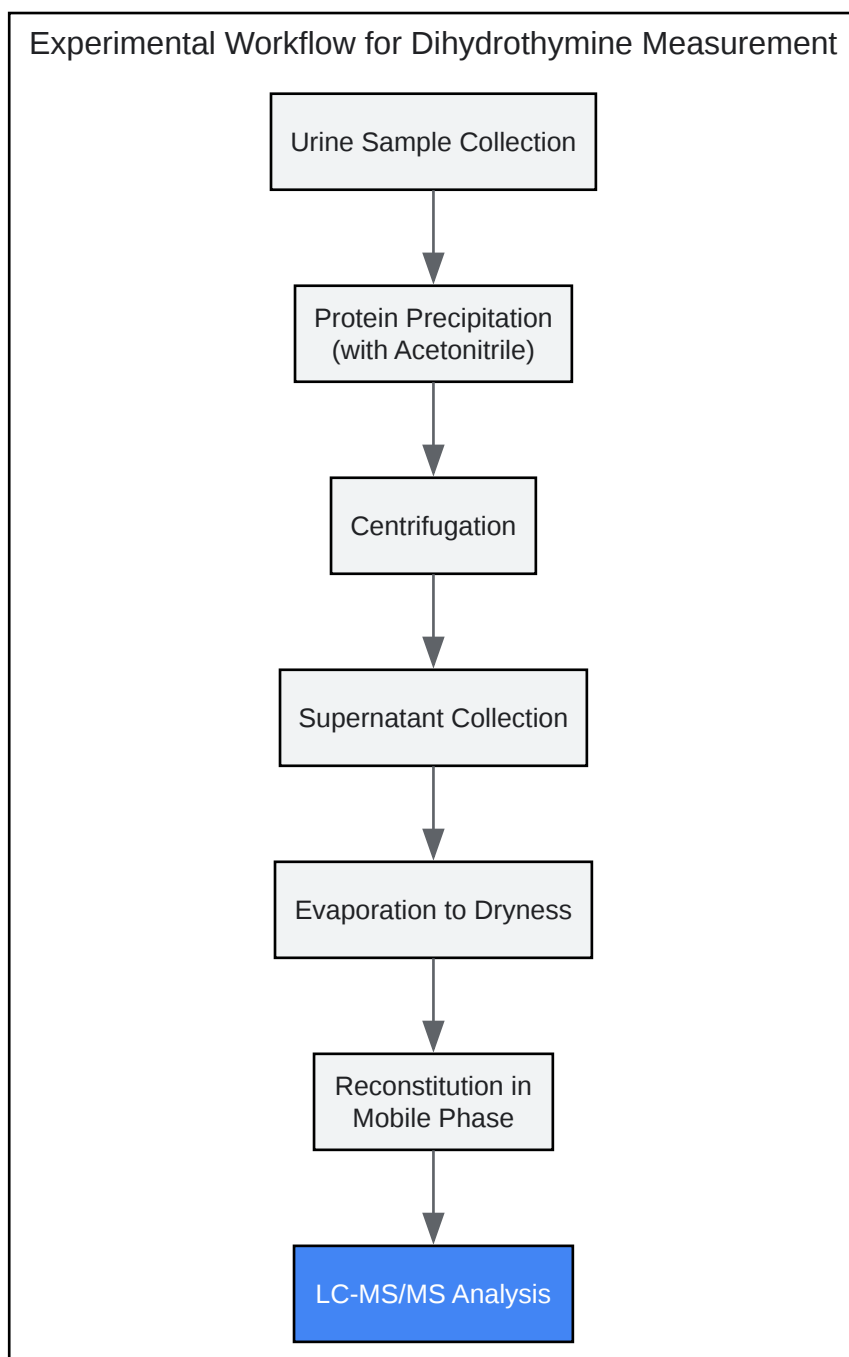 Experimental Workflow for Dihydrothymine Measurement
Urine Sample Collection
Protein Precipitation
(with Acetonitrile)
Centrifugation
Supernatant Collection
Evaporation to Dryness
Reconstitution in
Mobile Phase
LC-MS/MS Analysis